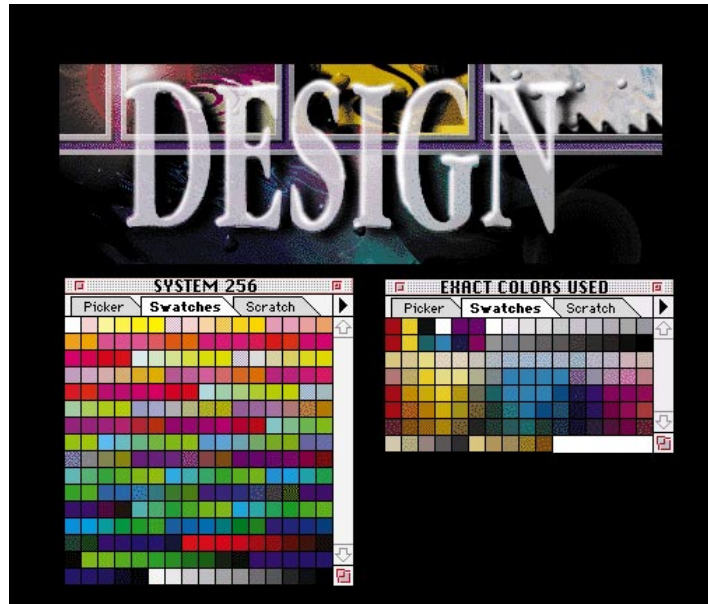 DESIGN
SYSTEM 256
Picker Swatches Scratch
EXACT COLORS USED
Picker Swatches Scratch